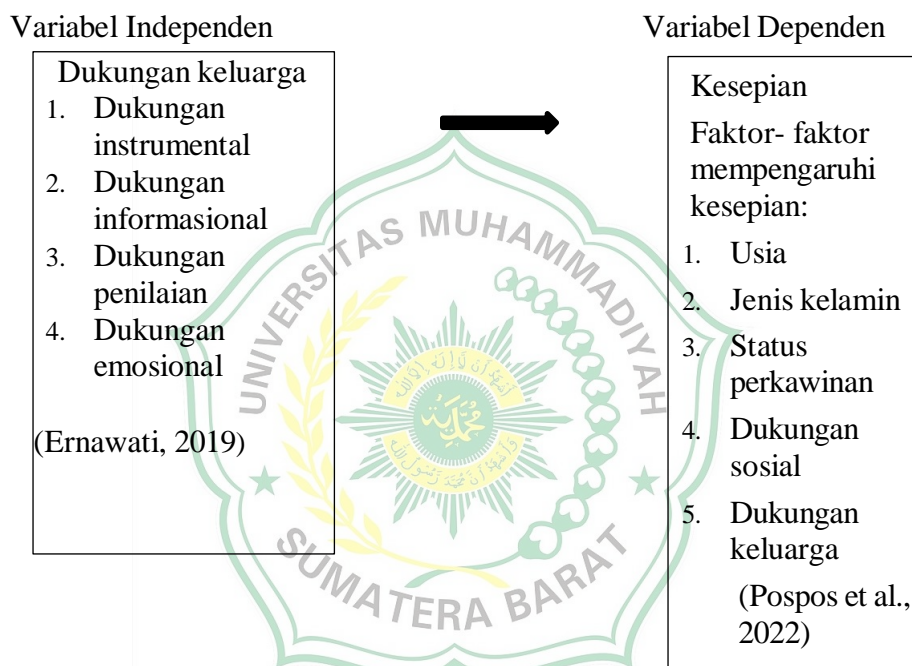 Variabel Independen
Dukungan keluarga
1. Dukungan
instrumental
2. Dukungan
informasional
3. Dukungan
penilaian
4. Dukungan
emosional
(Ernawati, 2019)
Variabel Dependen
Kesepian
Faktor- faktor
mempengaruhi
kesepian:
1. Usia
2. Jenis kelamin
3. Status
perkawinan
4. Dukungan
sosial
5. Dukungan
keluarga
(Pospos et al.,
2022)
UNIVERSITAS MUHAMMADIYAH
SUMATERA BARAT